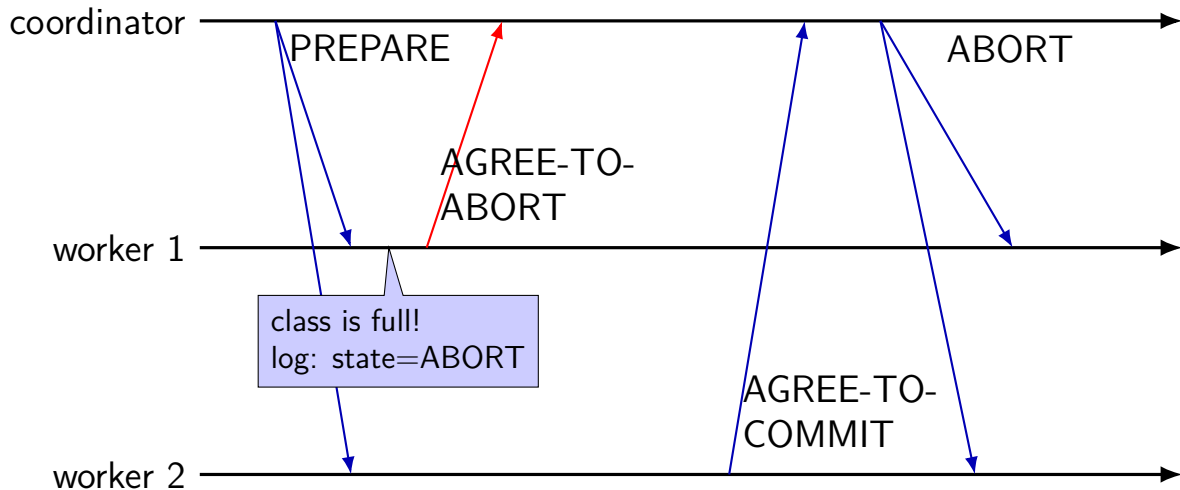 coordinator
PREPARE
ABORT
AGREE-TO-
ABORT
worker 1
class is full!
log: state=ABORT
AGREE-TO-
COMMIT
worker 2